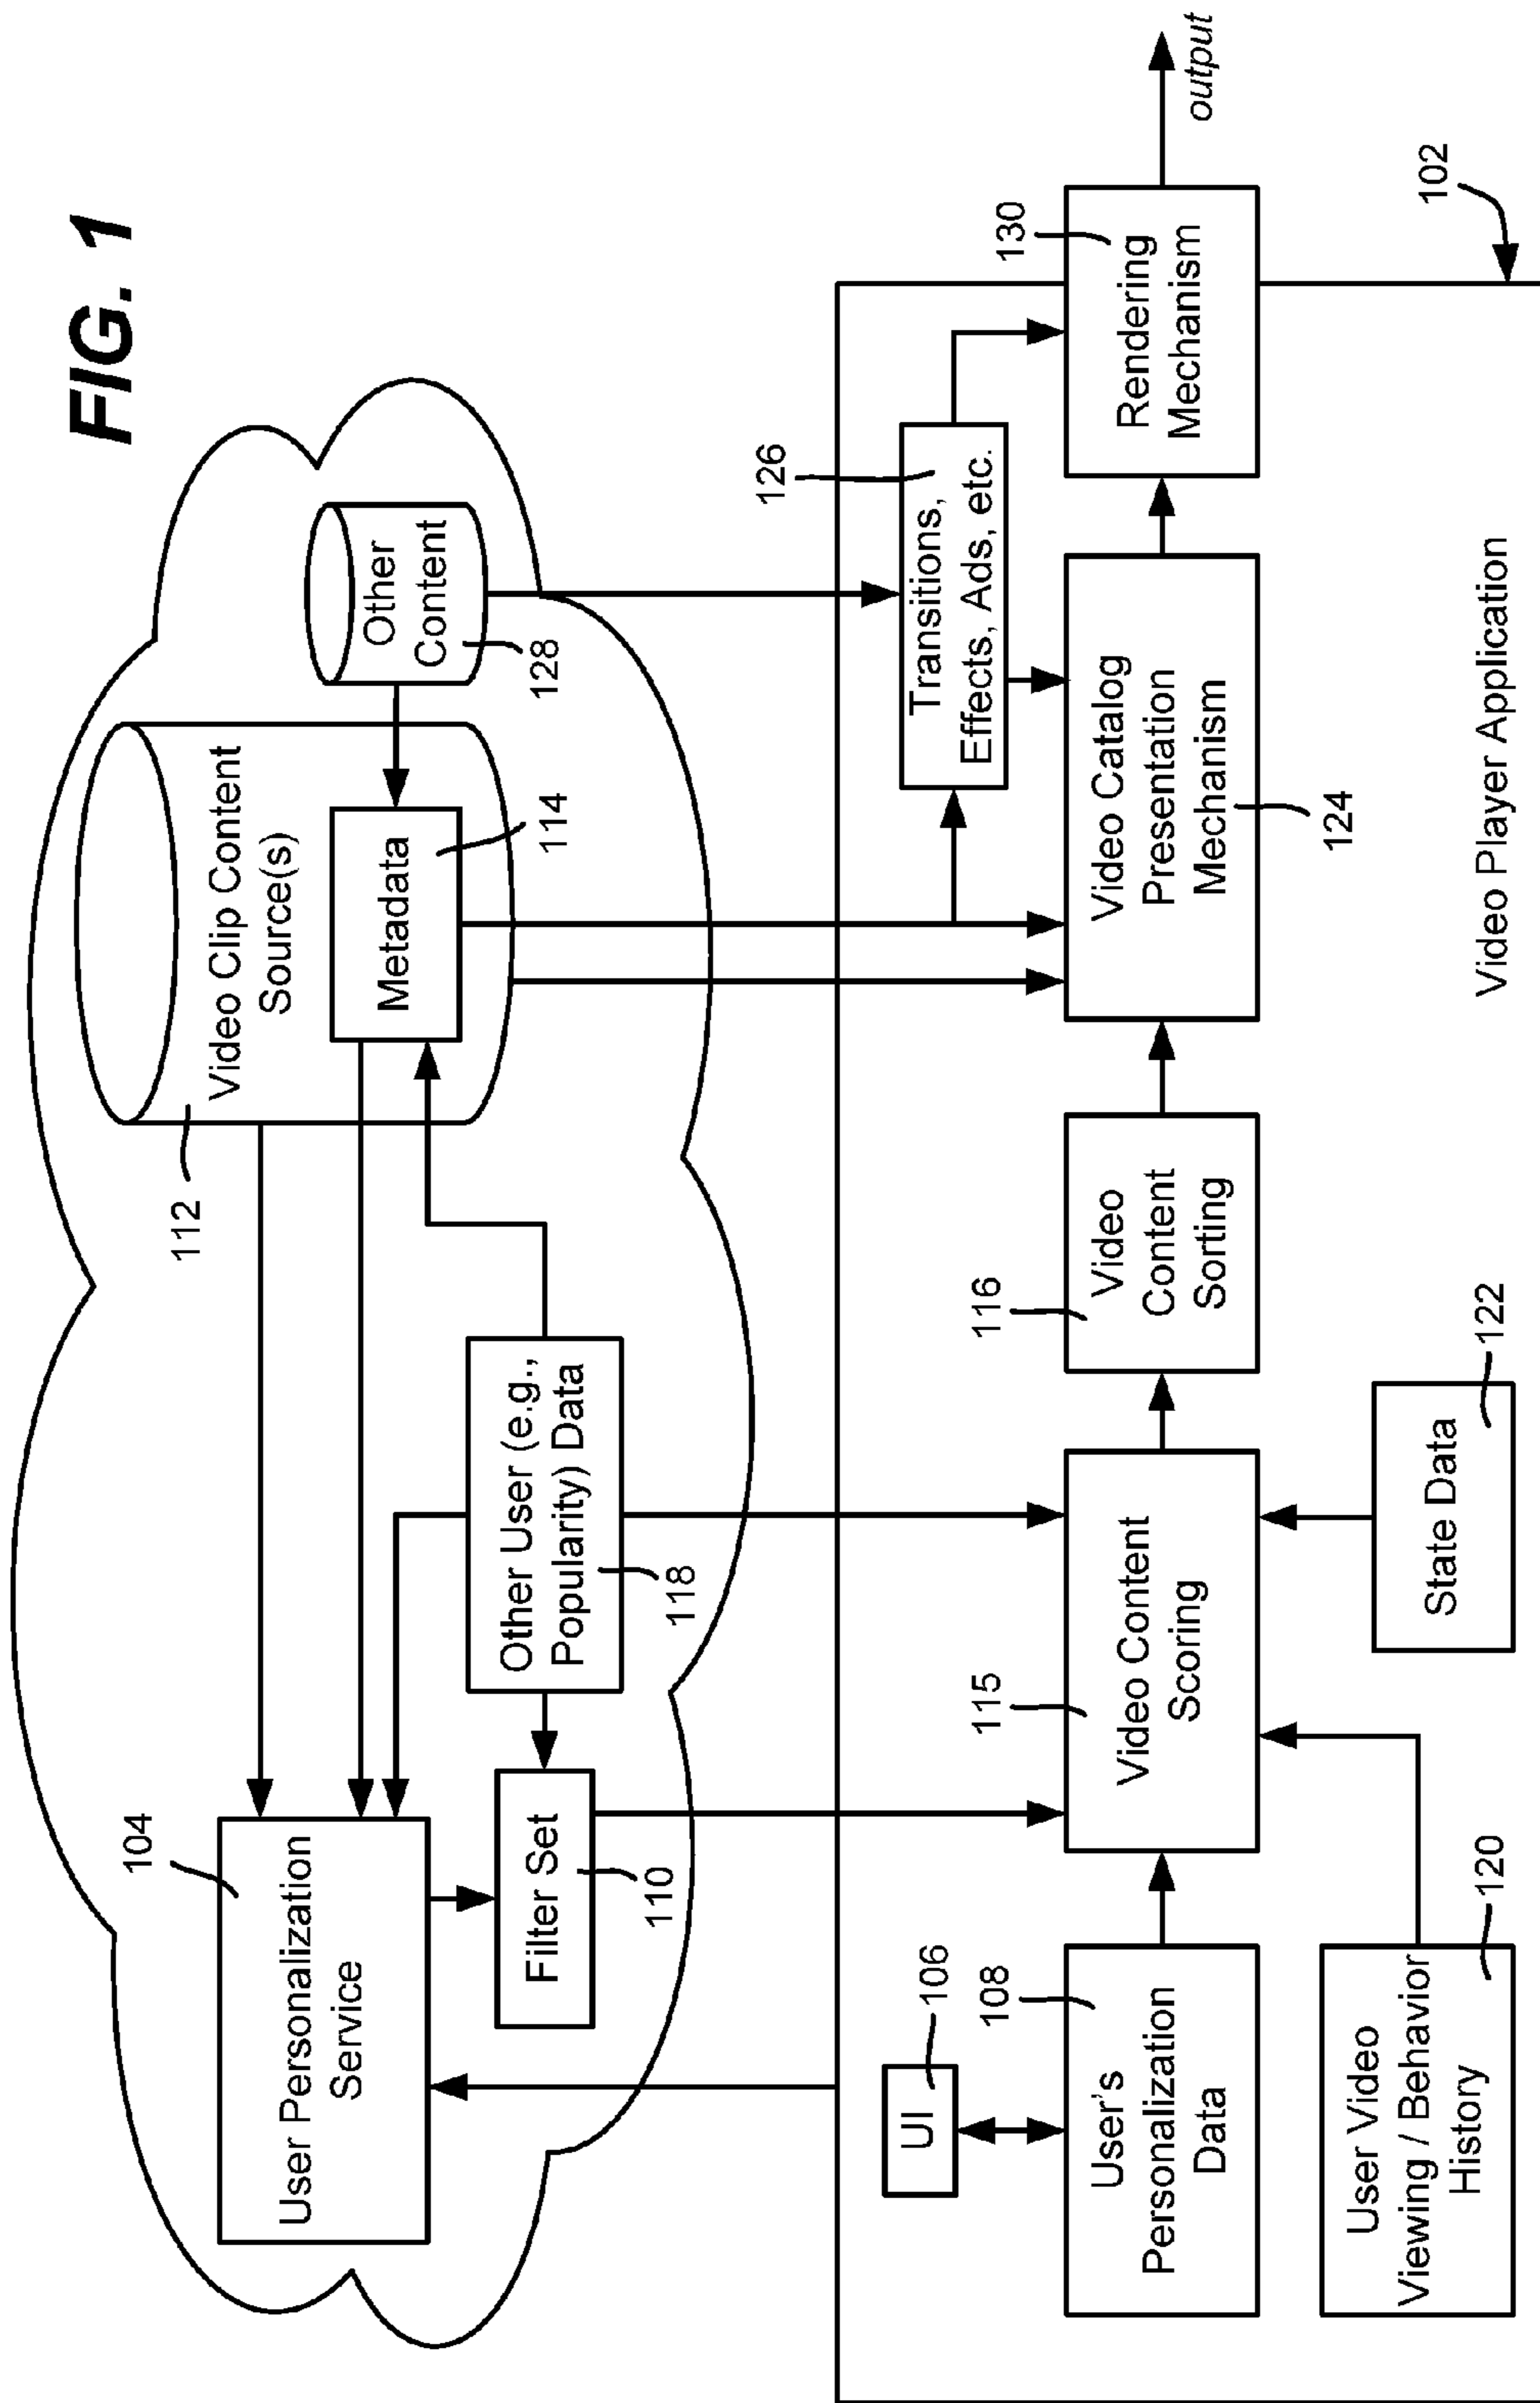 FIG. 1
104
User Personalization
Service
112
Video Clip Content
Source(s)
Metadata
114
Other
Content
128
Other User (e.g.,
Popularity) Data
118
Filter Set
110
126
Transitions,
Effects, Ads, etc.
UI
106
108
User's
Personalization
Data
115
Video Content
Scoring
116
Video
Content
Sorting
Video Catalog
Presentation
Mechanism
124
130
Rendering
Mechanism
output
102
User Video
Viewing / Behavior
History
120
State Data
122
Video Player Application